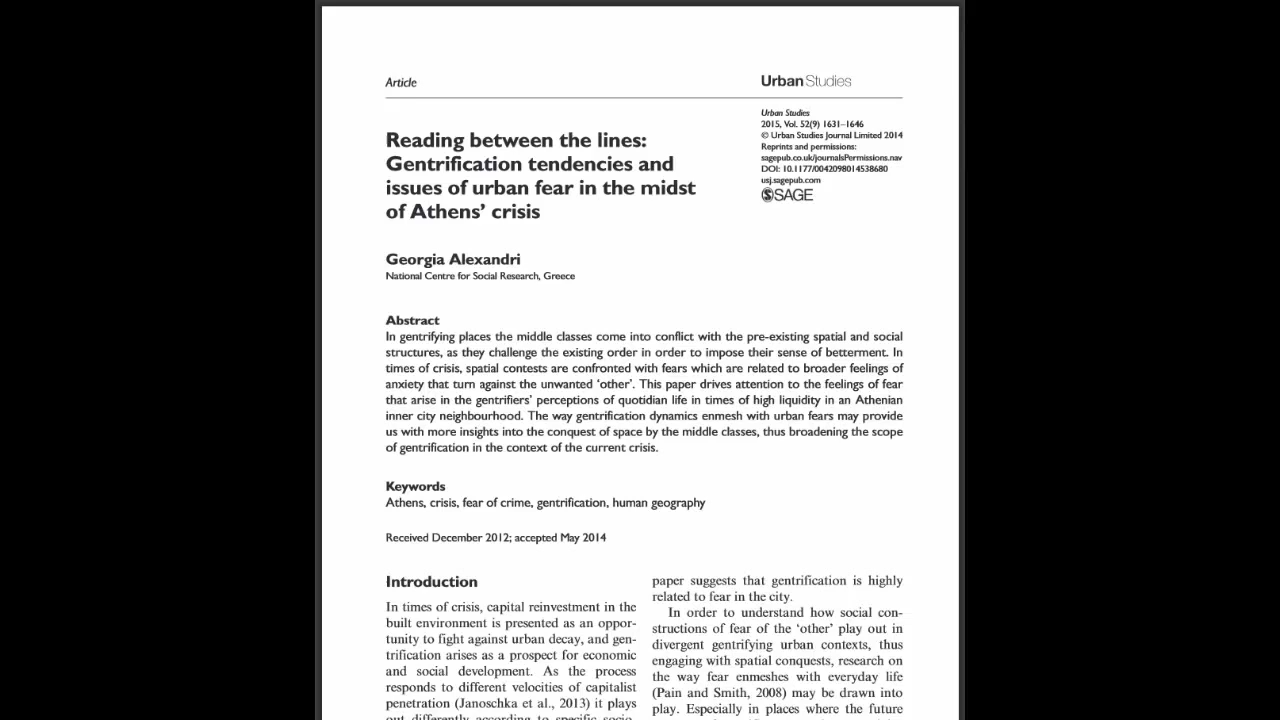 Article
Urban Studies
Urban Studies
2015, Vol. 52(9) 1631–1646
© Urban Studies Journal Limited 2014
Reprints and permissions:
sagepub.co.uk/journalsPermissions.nav
DOI: 10.1177/0042098014538680
usj.sagepub.com
SAGE
Reading between the lines:
Gentrification tendencies and
issues of urban fear in the midst
of Athens’ crisis
Georgia Alexandri
National Centre for Social Research, Greece
Abstract
In gentrifying places the middle classes come into conflict with the pre-existing spatial and social
structures, as they challenge the existing order in order to impose their sense of betterment. In
times of crisis, spatial contests are confronted with fears which are related to broader feelings of
anxiety that turn against the unwanted ‘other’. This paper drives attention to the feelings of fear
that arise in the gentrifiers’ perceptions of quotidian life in times of high liquidity in an Athenian
inner city neighbourhood. The way gentrification dynamics enmesh with urban fears may provide
us with more insights into the conquest of space by the middle classes, thus broadening the scope
of gentrification in the context of the current crisis.
Keywords
Athens, crisis, fear of crime, gentrification, human geography
Received December 2012; accepted May 2014
Introduction
In times of crisis, capital reinvestment in the
built environment is presented as an oppor-
tunity to fight against urban decay, and gen-
trification arises as a prospect for economic
and social development. As the process
responds to different velocities of capitalist
penetration (Janoschka et al., 2013) it plays
out differently according to specific socio-
paper suggests that gentrification is highly
related to fear in the city.
In order to understand how social con-
structions of fear of the ‘other’ play out in
divergent gentrifying urban contexts, thus
engaging with spatial conquests, research on
the way fear enmeshes with everyday life
(Pain and Smith, 2008) may be drawn into
play. Especially in places where the future